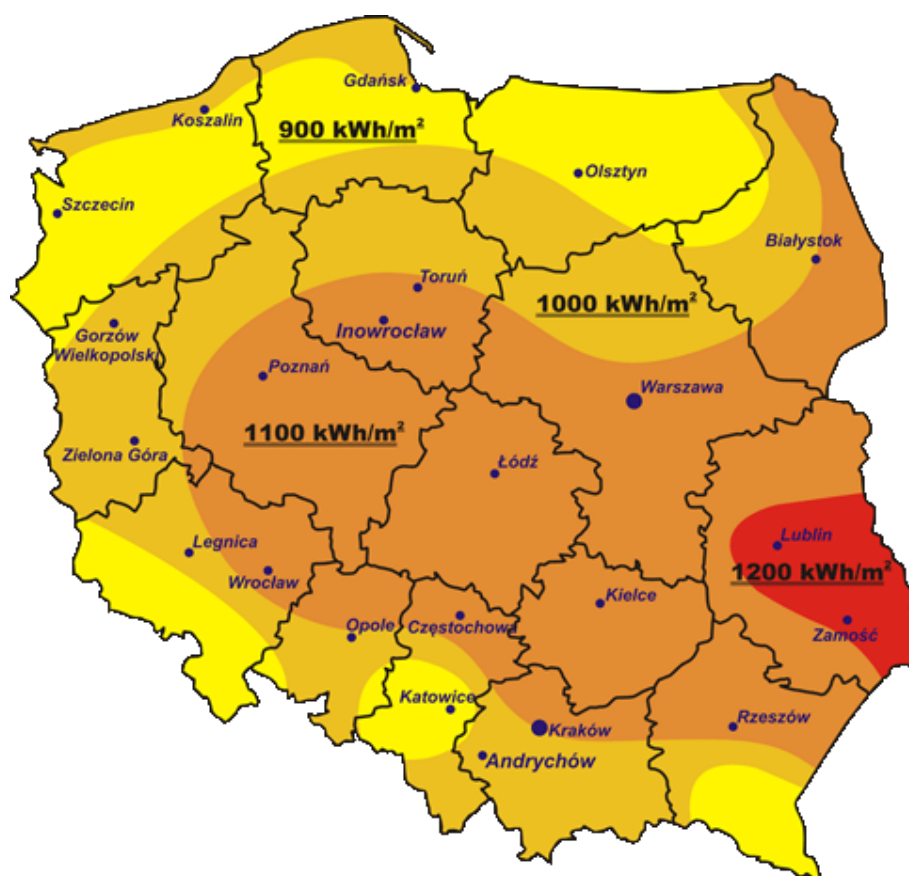 Gdańsk
Koszalin
900 kWh/m²
Olsztyn
Szczecin
Białystok
Toruń
1000 kWh/m²
Inowrocław
Gorzów
Wielkopolski
Poznań
Warszawa
1100 kWh/m²
Zielona Góra
Łódź
Lublin
Legnica
1200 kWh/m²
Wrocław
Kielce
Opole
Częstochowa
Zamość
Katowice
Kraków
Rzeszów
Andrychów